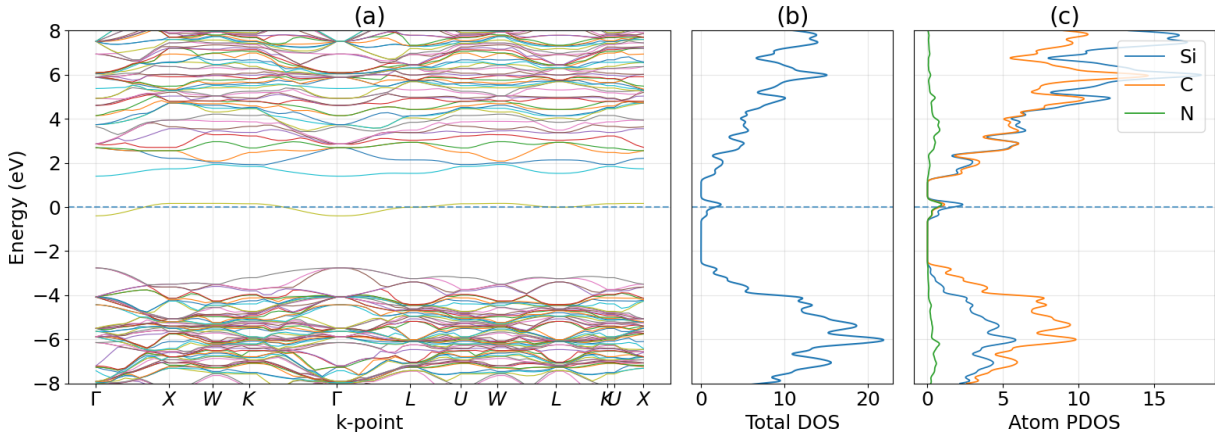 (a) (b) (c)
8
6
4
2
0
−2
−4
−6
−8
Energy (eV)
Γ X W K Γ L U W L K U X
k-point
0 10 20
Total DOS
0 5 10 15
Atom PDOS
Si
C
N